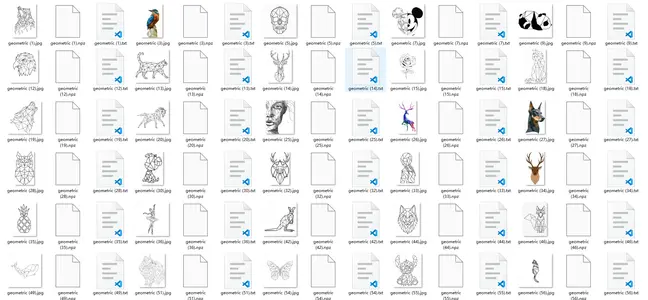 geometric (1).jpg geometric (1).npz geometric (1).txt geometric (3).jpg geometric (3).npz geometric (3).txt geometric (5).jpg geometric (5).npz geometric (5).txt geometric (7).jpg geometric (7).npz geometric (7).txt geometric (9).jpg geometric (9).npz geometric (9).txt
geometric (12).jpg geometric geometric (12).txt geometric (13).jpg geometric geometric (13).txt geometric (14).jpg geometric geometric (14).txt geometric (15).jpg geometric geometric (15).txt geometric (18).jpg geometric geometric (18).txt
(12).npz (13).npz (14).npz (15).npz (18).npz
geometric (19).jpg geometric geometric (19).txt geometric (20).jpg geometric geometric (20).txt geometric (25).jpg geometric geometric (25).txt geometric (26).jpg geometric geometric (26).txt geometric (27).jpg geometric geometric (27).txt
(19).npz (20).npz (25).npz (26).npz (27).npz
geometric (28).jpg geometric geometric (28).txt geometric (30).jpg geometric geometric (30).txt geometric (32).jpg geometric geometric (32).txt geometric (33).jpg geometric geometric (33).txt geometric (34).jpg geometric geometric (34).txt
(28).npz (30).npz (32).npz (33).npz (34).npz
geometric (35).jpg geometric geometric (35).txt geometric (36).jpg geometric geometric (36).txt geometric (42).jpg geometric geometric (42).txt geometric (44).jpg geometric geometric (44).txt geometric (46).jpg geometric geometric (46).txt
(35).npz (36).npz (42).npz (44).npz (46).npz
geometric (49).jpg geometric geometric (49).txt geometric (51).jpg geometric geometric (51).txt geometric (54).jpg geometric geometric (54).txt geometric (55).jpg geometric geometric (55).txt geometric (56).jpg geometric geometric (56).txt